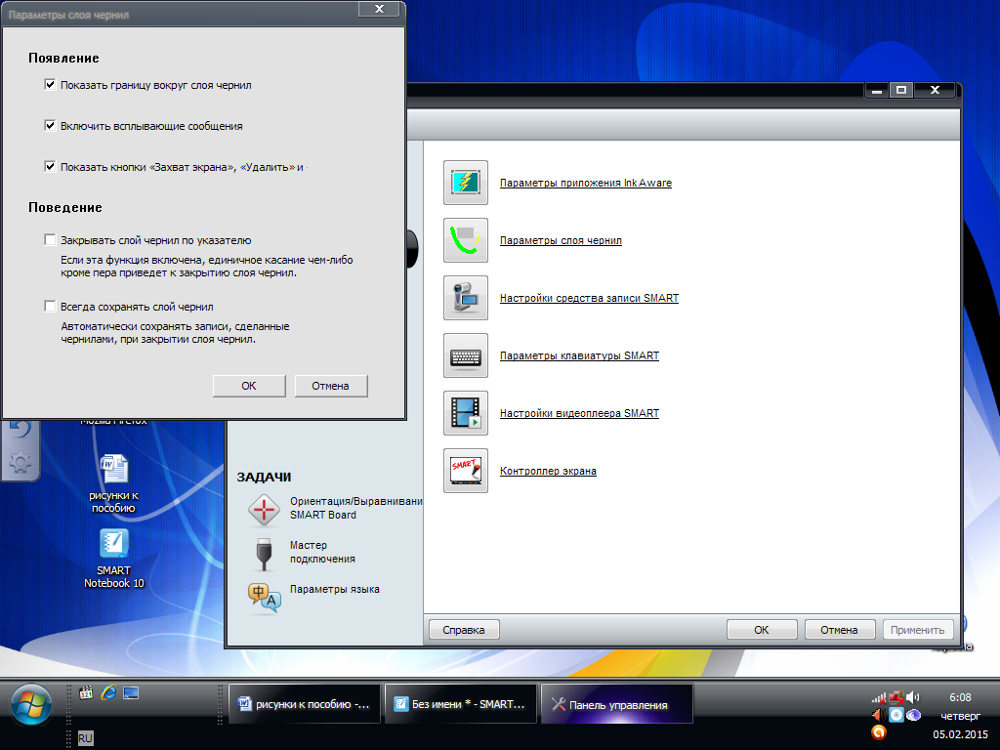 Параметры слоя чернил
Появление
Показать границу вокруг слоя чернил
Включить всплывающие сообщения
Показать кнопки «Захват экрана», «Удалить» и
Поведение
Закрывать слой чернил по указателю
Если эта функция включена, единичное касание чем-либо
кроме пера приведет к закрытию слоя чернил.
Всегда сохранять слой чернил
Автоматически сохранять записи, сделанные
чернилами, при закрытии слоя чернил.
OK
Отмена
Параметры приложения Ink Aware
Параметры слоя чернил
Настройки средства записи SMART
Параметры клавиатуры SMART
Настройки видеоплеера SMART
SMART
Контроллер экрана
ЗАДАЧИ
Ориентация/Выравнивани
SMART Board
Мастер
подключения
Параметры языка
Справка
OK
Отмена
Применить
Mozilla Firefox
рисунки к
пособию
SMART
Notebook 10
рисунки к пособию -...
Без имени * - SMART...
Панель управления
RU
6:08
четверг
05.02.2015